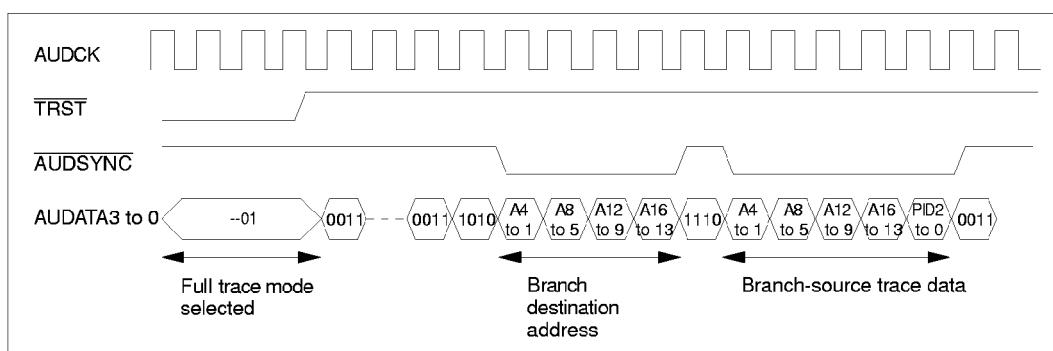 AUDCK
TRST
AUDSYNC
AUDATA3 to 0
--01
0011
0011
1010
A4 to 1
A8 to 5
A12 to 9
A16 to 13
1110
A4 to 1
A8 to 5
A12 to 9
A16 to 13
PID2 to 0
0011
Full trace mode
selected
Branch
destination
address
Branch-source trace data